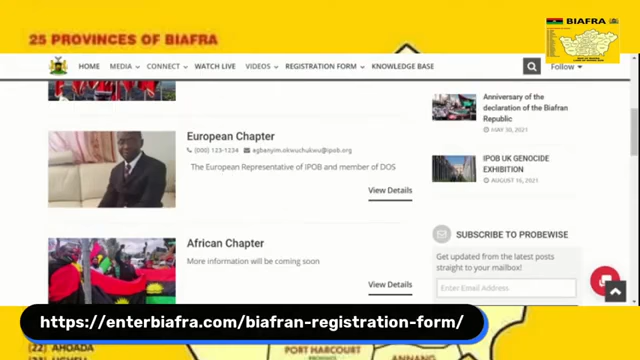 25 PROVINCES OF BIAFRA
BIAFRA
HOME
MEDIA
CONNECT
WATCH LIVE
VIDEOS
REGISTRATION FORM
KNOWLEDGE BASE
Follow
European Chapter
(000) 123-1234 agbanyim.okwuchukwu@ipob.org
The European Representative of IPOB and member of DOS
View Details
African Chapter
More information will be coming soon
View Details
Anniversary of the
declaration of the Biafran
Republic
MAY 30, 2021
IPOB UK GENOCIDE
EXHIBITION
AUGUST 16, 2021
SUBSCRIBE TO PROBEWISE
Get updated from the latest posts
straight to your mailbox!
Enter Email Address
https://enterbiafra.com/biafran-registration-form/
(22) AHOADA
PORT HARCOURT
ANNANG